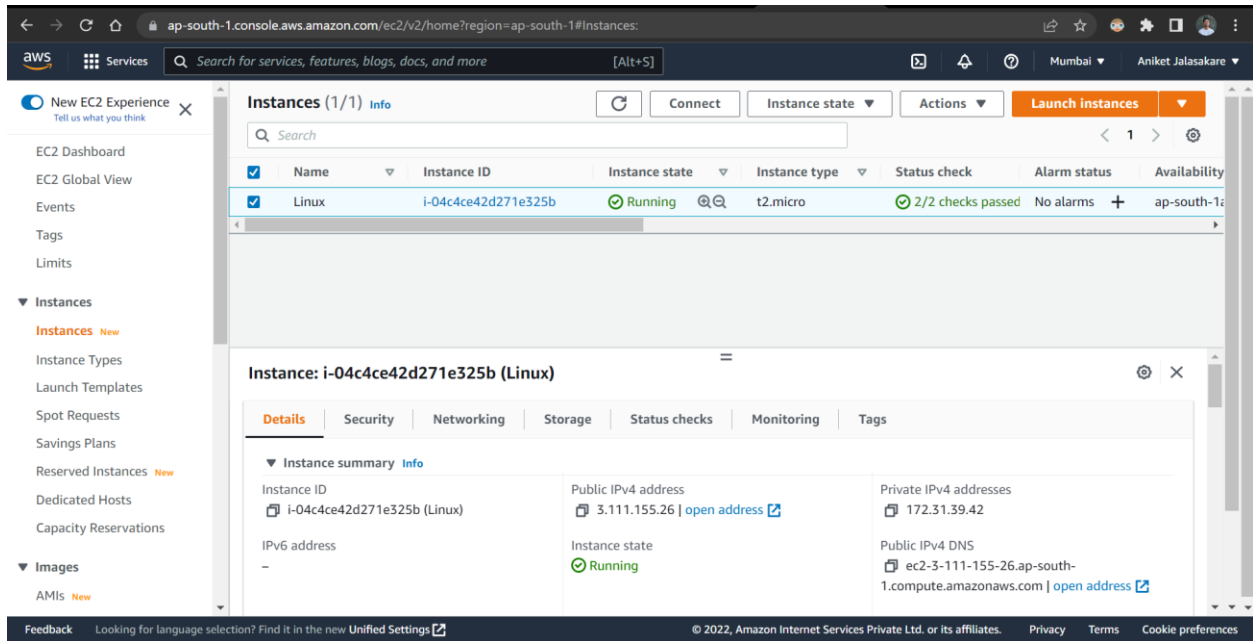 ap-south-1.console.aws.amazon.com/ec2/v2/home?region=ap-south-1#Instances:
aws Services Search for services, features, blogs, docs, and more [Alt+S] Mumbai ▼ Aniket Jalasakare ▼
New EC2 Experience
Tell us what you think
EC2 Dashboard
EC2 Global View
Events
Tags
Limits
Instances
Instances New
Instance Types
Launch Templates
Spot Requests
Savings Plans
Reserved Instances New
Dedicated Hosts
Capacity Reservations
Images
AMIs New
Instances (1/1) Info Connect Instance state ▼ Actions ▼ Launch instances ▼
Search 1
Name Instance ID Instance state Instance type Status check Alarm status Availability
Linux i-04c4ce42d271e325b Running t2.micro 2/2 checks passed No alarms + ap-south-1a
Instance: i-04c4ce42d271e325b (Linux)
Details Security Networking Storage Status checks Monitoring Tags
Instance summary Info
Instance ID
i-04c4ce42d271e325b (Linux)
Public IPv4 address
3.111.155.26 | open address
Private IPv4 addresses
172.31.39.42
IPv6 address
–
Instance state
Running
Public IPv4 DNS
ec2-3-111-155-26.ap-south-
1.compute.amazonaws.com | open address
Feedback Looking for language selection? Find it in the new Unified Settings © 2022, Amazon Internet Services Private Ltd. or its affiliates. Privacy Terms Cookie preferences